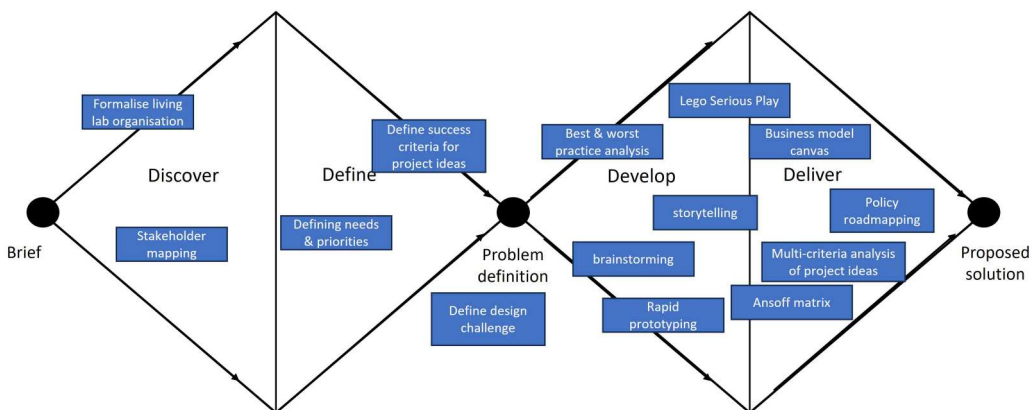 Formalise living
lab organisation
Discover
Stakeholder
mapping
Brief
Define success
criteria for
project ideas
Define
Defining needs
& priorities
Problem
definition
Define design
challenge
Lego Serious Play
Best & worst
practice analysis
Develop
storytelling
brainstorming
Rapid
prototyping
Business model
canvas
Deliver
Policy
roadmapping
Multi-criteria analysis
of project ideas
Ansoff matrix
Proposed
solution